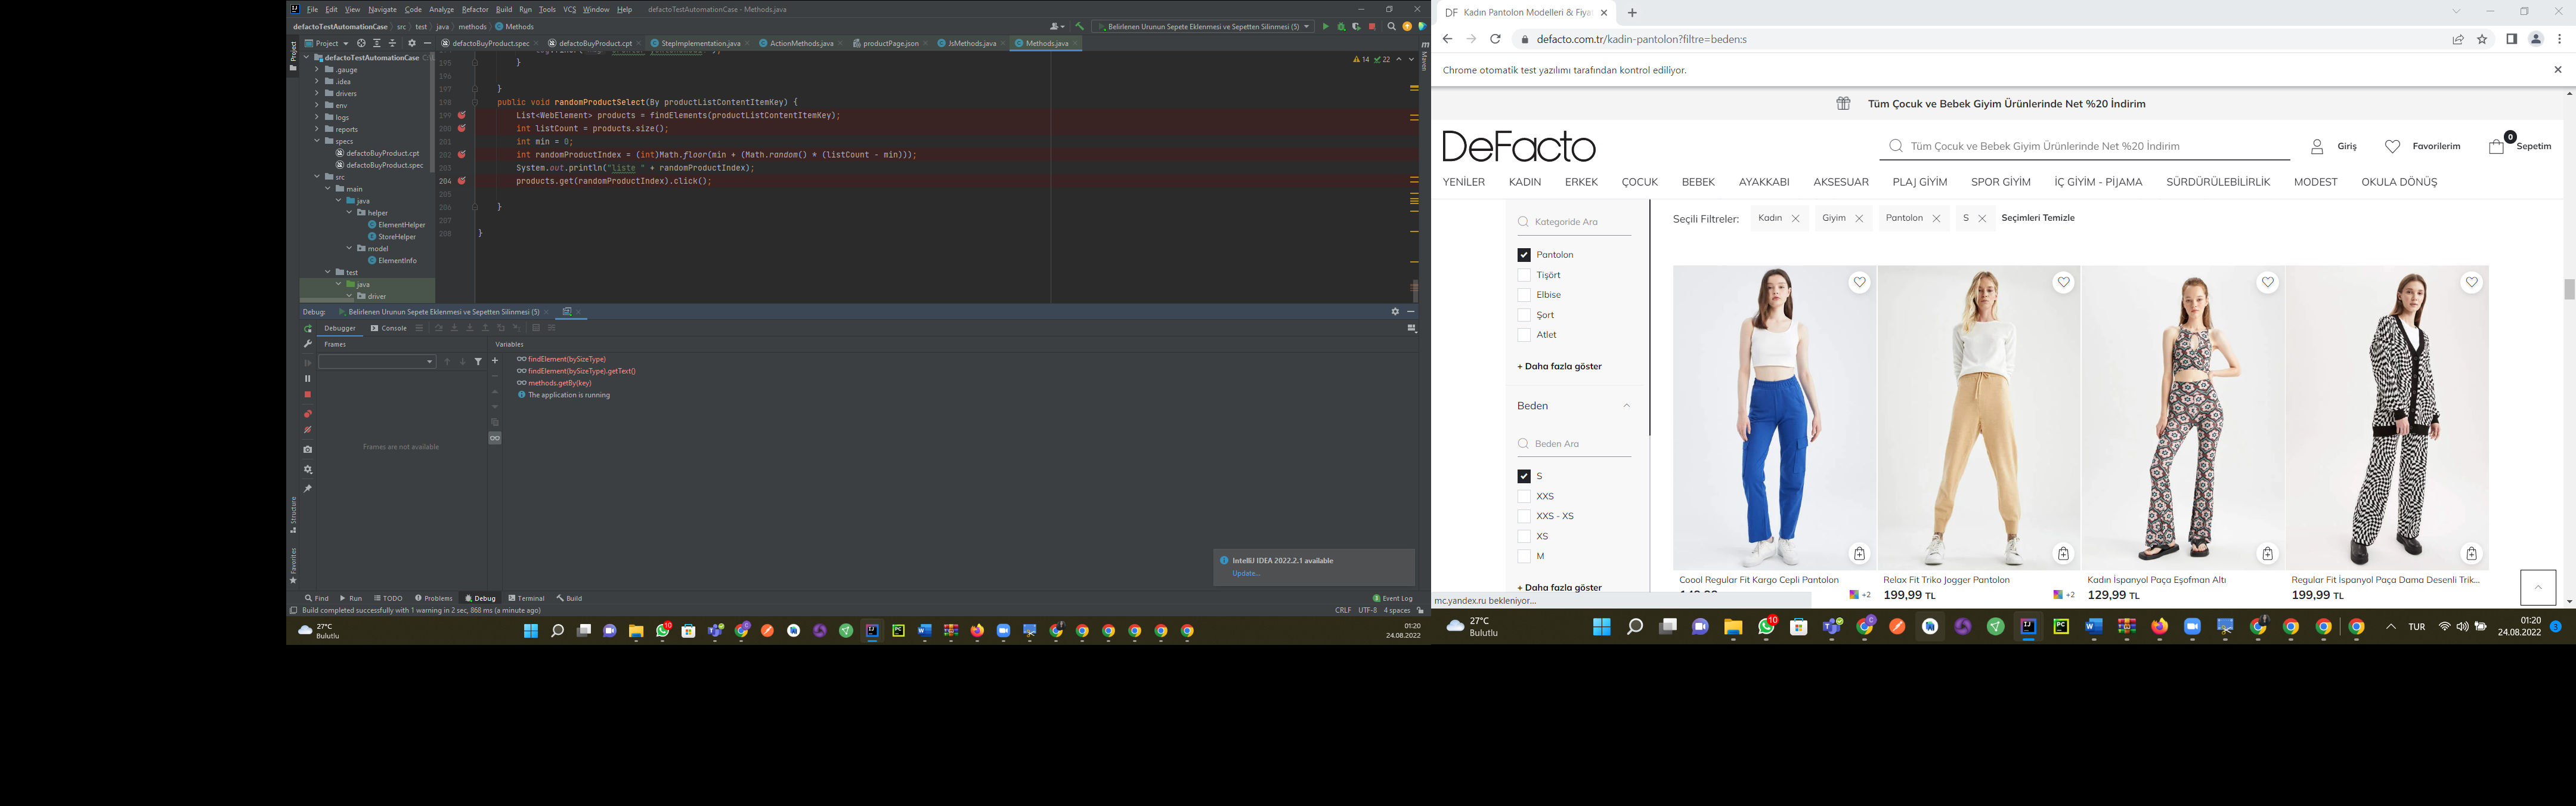 File Edit View Navigate Code Analyze Refactor Build Run Tools VCS Window Help defactoTestAutomationCase - Methods.java
defactoTestAutomationCase src test java methods Methods
Belirlenen Urunun Sepete Eklenmesi ve Sepetten Silinmesi (5)
Project
defactoBuyProduct.spec defactoBuyProduct.cpt StepImplementation.java ActionMethods.java productPage.json JsMethods.java Methods.java
Project
Maven
defactoTestAutomationCase
.gauge
.idea
drivers
env
logs
reports
specs
defactoBuyProduct.cpt
defactoBuyProduct.spec
src
main
java
helper
ElementHelper
StoreHelper
model
ElementInfo
test
java
driver
14 22
195 }
196
197 }
198 public void randomProductSelect(By productListContentItemKey) {
199 List<WebElement> products = findElements(productListContentItemKey);
200 int listCount = products.size();
201 int min = 0;
202 int randomProductIndex = (int)Math.floor(min + (Math.random() * (listCount - min)));
203 System.out.println("liste " + randomProductIndex);
204 products.get(randomProductIndex).click();
205
206 }
207
208 }
Debug: Belirlenen Urunun Sepete Eklenmesi ve Sepetten Silinmesi (5)
Debugger Console
Frames Variables
Frames are not available
findElement(bySizeType)
findElement(bySizeType).getText()
methods.getBy(key)
The application is running
Structure
Favorites
IntelliJ IDEA 2022.2.1 available
Update...
Find Run TODO Problems Debug Terminal Build
3 Event Log
Build completed successfully with 1 warning in 2 sec, 868 ms (a minute ago)
CRLF UTF-8 4 spaces
27°C
Bulutlu
10
01:20
24.08.2022
DF Kadın Pantolon Modelleri & Fiya
defacto.com.tr/kadin-pantolon?filtre=beden:s
Chrome otomatik test yazılımı tarafından kontrol ediliyor.
Tüm Çocuk ve Bebek Giyim Ürünlerinde Net %20 İndirim
DeFacto
Tüm Çocuk ve Bebek Giyim Ürünlerinde Net %20 İndirim
Giriş Favorilerim 0 Sepetim
YENİLER KADIN ERKEK ÇOCUK BEBEK AYAKKABI AKSESUAR PLAJ GİYİM SPOR GİYİM İÇ GİYİM - PİJAMA SÜRDÜRÜLEBİLİRLİK MODEST OKULA DÖNÜŞ
Kategoride Ara
Pantolon
Tişört
Elbise
Şort
Atlet
+ Daha fazla göster
Beden
Beden Ara
S
XXS
XXS - XS
XS
M
+ Daha fazla göster
Seçili Filtreler: Kadın Giyim Pantolon S Seçimleri Temizle
Coool Regular Fit Kargo Cepli Pantolon
+2
Relax Fit Triko Jogger Pantolon
199,99 TL +2
Kadın İspanyol Paça Eşofman Altı
129,99 TL
Regular Fit İspanyol Paça Dama Desenli Trik...
199,99 TL
mc.yandex.ru bekleniyor...
27°C
Bulutlu
10
TUR
01:20
24.08.2022
3